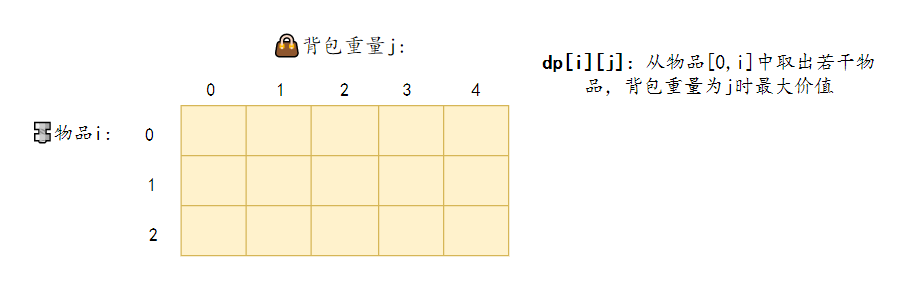 背包重量j:
dp[i][j]: 从物品[0,i]中取出若干物
品，背包重量为j时最大价值
0 1 2 3 4
物品i: 0
1
2